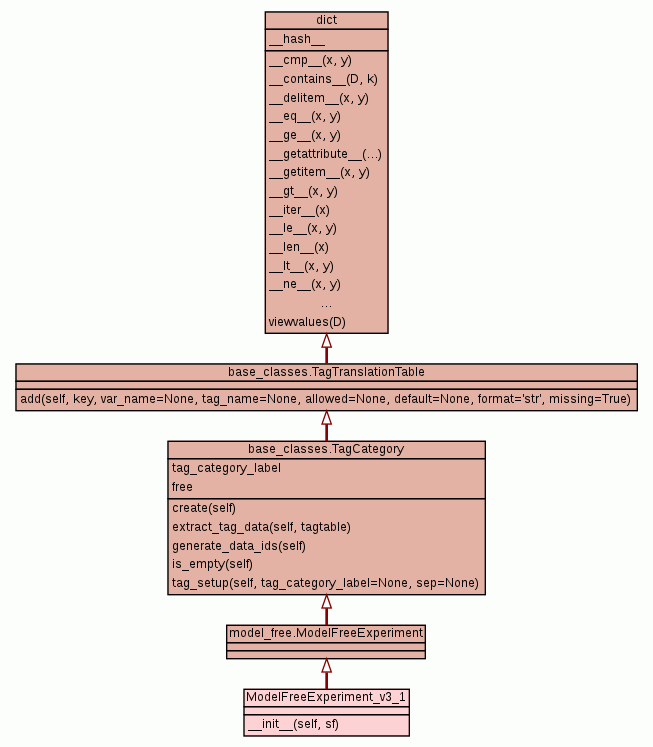 dict
__hash__
__cmp__(x, y)
__contains__(D, k)
__delitem__(x, y)
__eq__(x, y)
__ge__(x, y)
__getattribute__(...)
__getitem__(x, y)
__gt__(x, y)
__iter__(x)
__le__(x, y)
__len__(x)
__lt__(x, y)
__ne__(x, y)
...
viewvalues(D)
base_classes.TagTranslationTable
add(self, key, var_name=None, tag_name=None, allowed=None, default=None, format='str', missing=True)
base_classes.TagCategory
tag_category_label
free
create(self)
extract_tag_data(self, tagtable)
generate_data_ids(self)
is_empty(self)
tag_setup(self, tag_category_label=None, sep=None)
model_free.ModelFreeExperiment
ModelFreeExperiment_v3_1
__init__(self, sf)